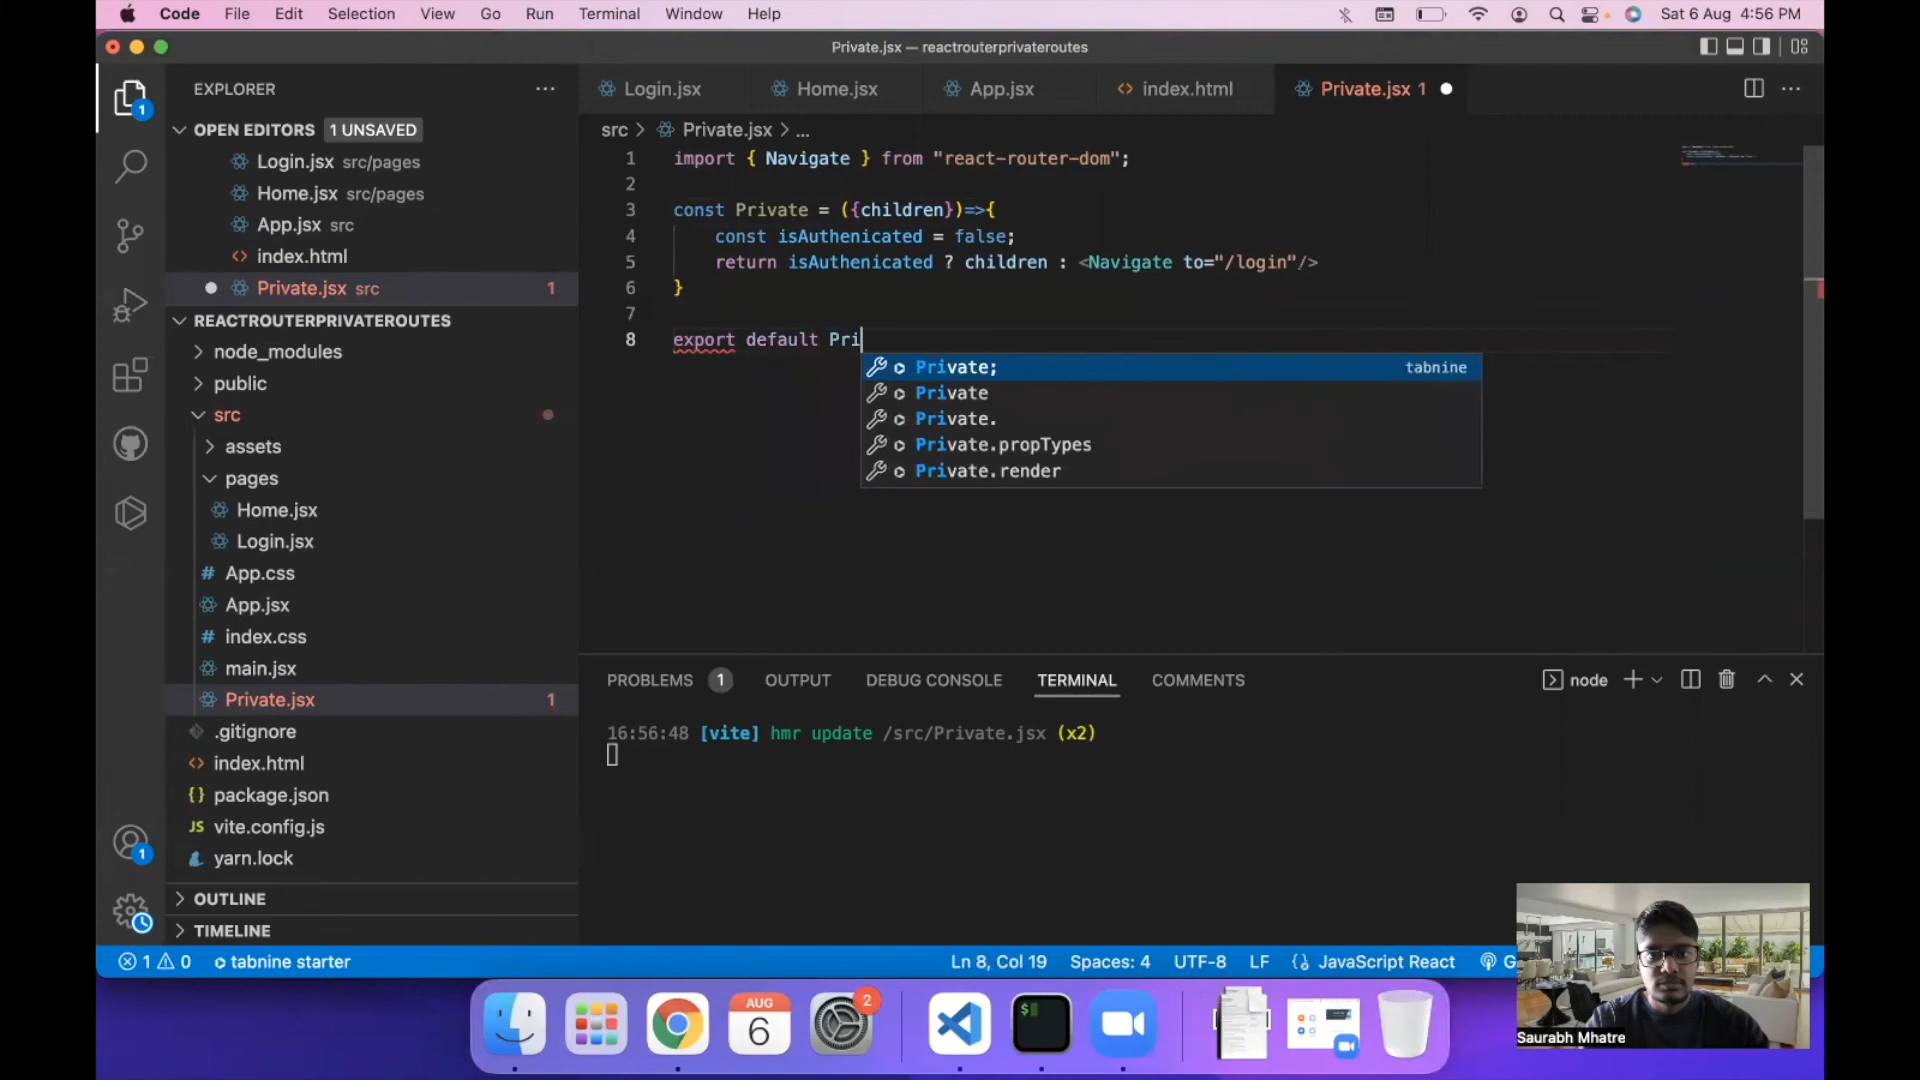 Code File Edit Selection View Go Run Terminal Window Help Sat 6 Aug 4:56 PM
Private.jsx — reactrouterprivateroutes
EXPLORER
Login.jsx Home.jsx App.jsx index.html Private.jsx 1
OPEN EDITORS 1 UNSAVED
Login.jsx src/pages
Home.jsx src/pages
App.jsx src
index.html
Private.jsx src 1
REACTROUTERPRIVATEROUTES
node_modules
public
src
assets
pages
Home.jsx
Login.jsx
App.css
App.jsx
index.css
main.jsx
Private.jsx 1
.gitignore
index.html
package.json
JS vite.config.js
yarn.lock
OUTLINE
TIMELINE
src > Private.jsx > ...
1 import { Navigate } from "react-router-dom";
2
3 const Private = ({children})=>{
4 const isAuthenicated = false;
5 return isAuthenicated ? children : <Navigate to="/login"/>
6 }
7
8 export default Pri
Private; tabnine
Private
Private.
Private.propTypes
Private.render
PROBLEMS 1 OUTPUT DEBUG CONSOLE TERMINAL COMMENTS node
16:56:48 [vite] hmr update /src/Private.jsx (x2)
1 0 tabnine starter Ln 8, Col 19 Spaces: 4 UTF-8 LF {} JavaScript React G
1
1
AUG
6
2
$
Saurabh Mhatre